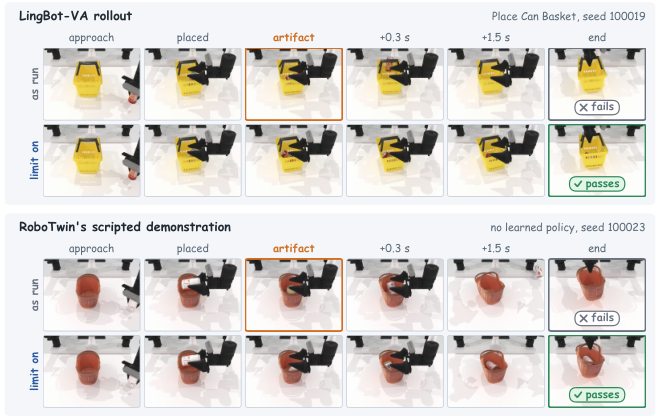 LingBot-VA rollout
Place Can Basket, seed 100019
approach placed artifact +0.3 s +1.5 s end
as run
fails
limit on
passes
RoboTwin's scripted demonstration
no learned policy, seed 100023
approach placed artifact +0.3 s +1.5 s end
as run
fails
limit on
passes